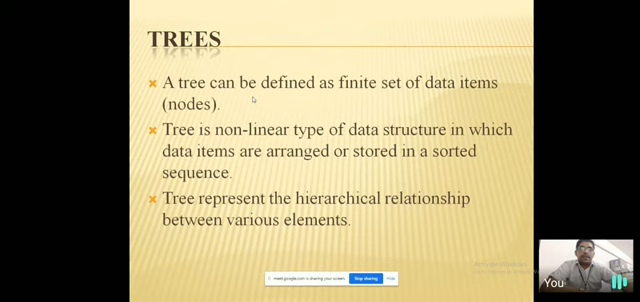 TREES
A tree can be defined as finite set of data items
(nodes).
Tree is non-linear type of data structure in which
data items are arranged or stored in a sorted
sequence.
Tree represent the hierarchical relationship
between various elements.
meet.google.com is sharing your screen.
Stop sharing
Hide
You